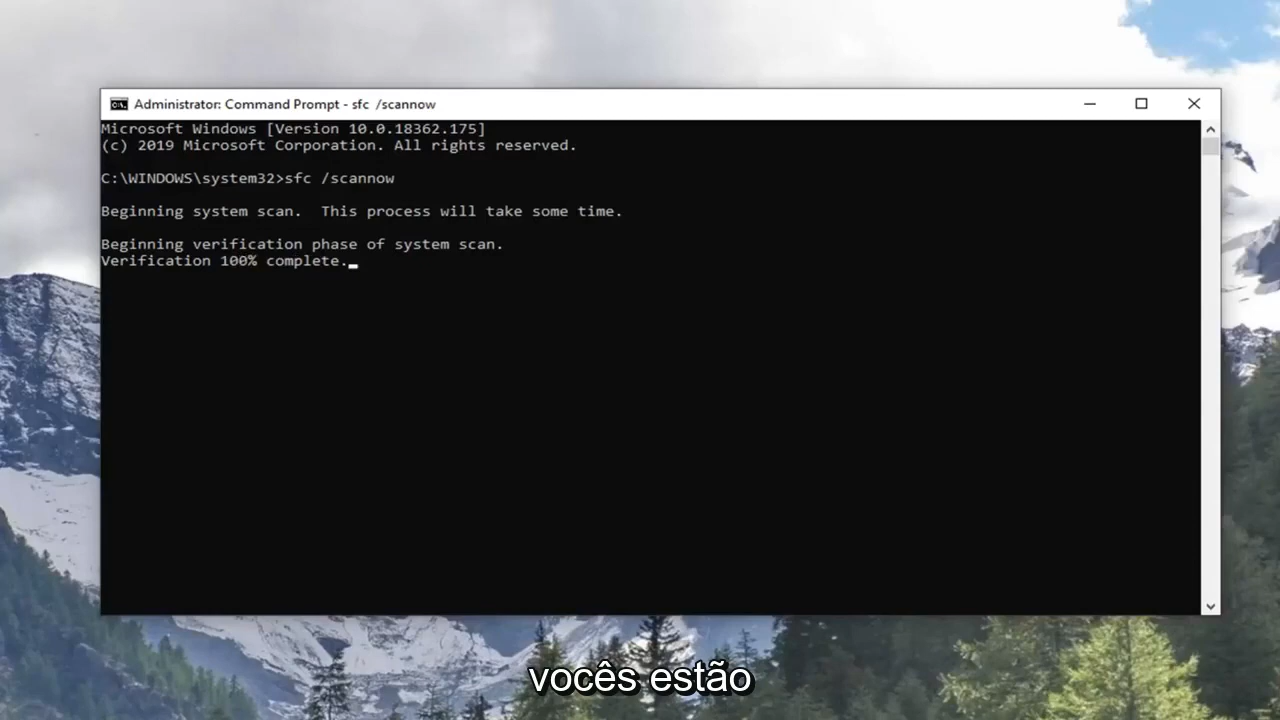 Administrator: Command Prompt - sfc  /scannow
Microsoft Windows [Version 10.0.18362.175]
(c) 2019 Microsoft Corporation. All rights reserved.
C:\WINDOWS\system32>sfc /scannow
Beginning system scan.  This process will take some time.
Beginning verification phase of system scan.
Verification 100% complete.
vocês estão